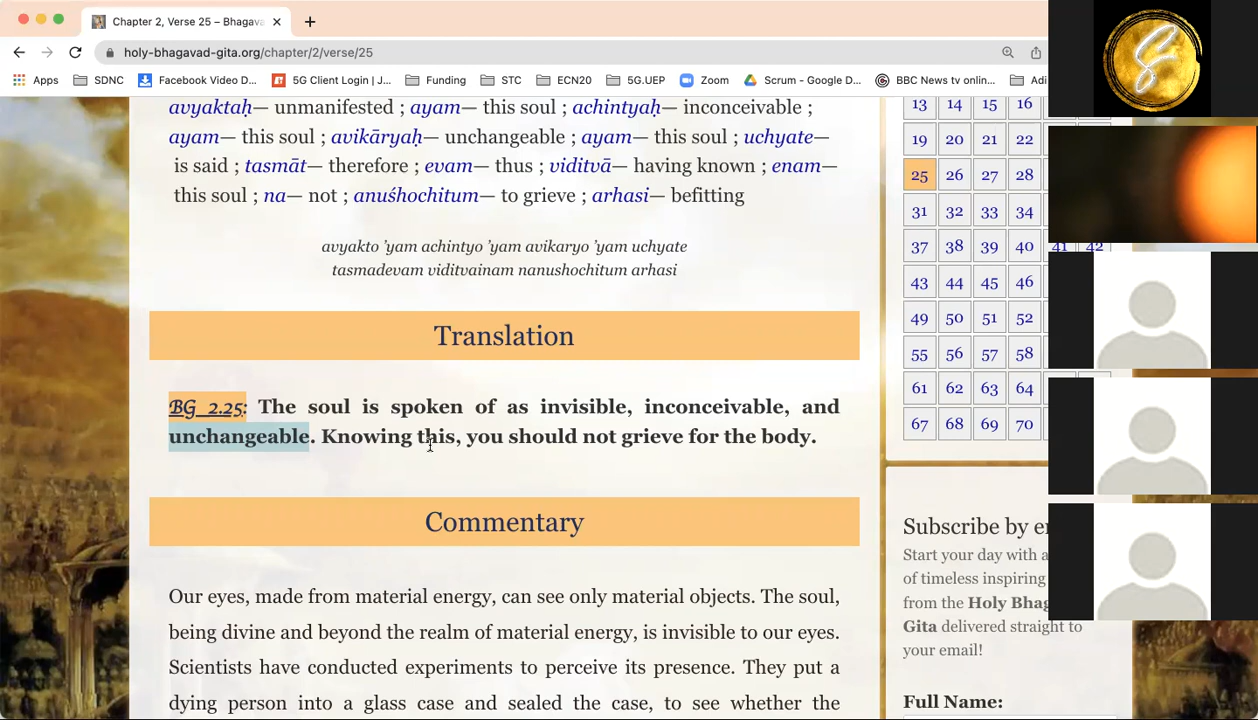 Chapter 2, Verse 25 – Bhagava
holy-bhagavad-gita.org/chapter/2/verse/25
Apps SDNC Facebook Video D... 5G Client Login | J... Funding STC ECN20 5G.UEP Zoom Scrum - Google D... BBC News tv onlin... Adi
avyaktaḥ— unmanifested ; ayam— this soul ; achintyaḥ— inconceivable ;
ayam— this soul ; avikāryaḥ— unchangeable ; ayam— this soul ; uchyate—
is said ; tasmāt— therefore ; evam— thus ; viditvā— having known ; enam—
this soul ; na— not ; anuśhochitum— to grieve ; arhasi— befitting
avyakto ’yam achintyo ’yam avikaryo ’yam uchyate
tasmadevam viditvainam nanushochitum arhasi
Translation
BG 2.25: The soul is spoken of as invisible, inconceivable, and
unchangeable. Knowing this, you should not grieve for the body.
Commentary
Our eyes, made from material energy, can see only material objects. The soul,
being divine and beyond the realm of material energy, is invisible to our eyes.
Scientists have conducted experiments to perceive its presence. They put a
dying person into a glass case and sealed the case, to see whether the
13 14 15 16
19 20 21 22
25 26 27 28
31 32 33 34
37 38 39 40 41 42
43 44 45 46
49 50 51 52
55 56 57 58
61 62 63 64
67 68 69 70
Subscribe by e
Start your day with a
of timeless inspiring
from the Holy Bhag
Gita delivered straight to
your email!
Full Name: